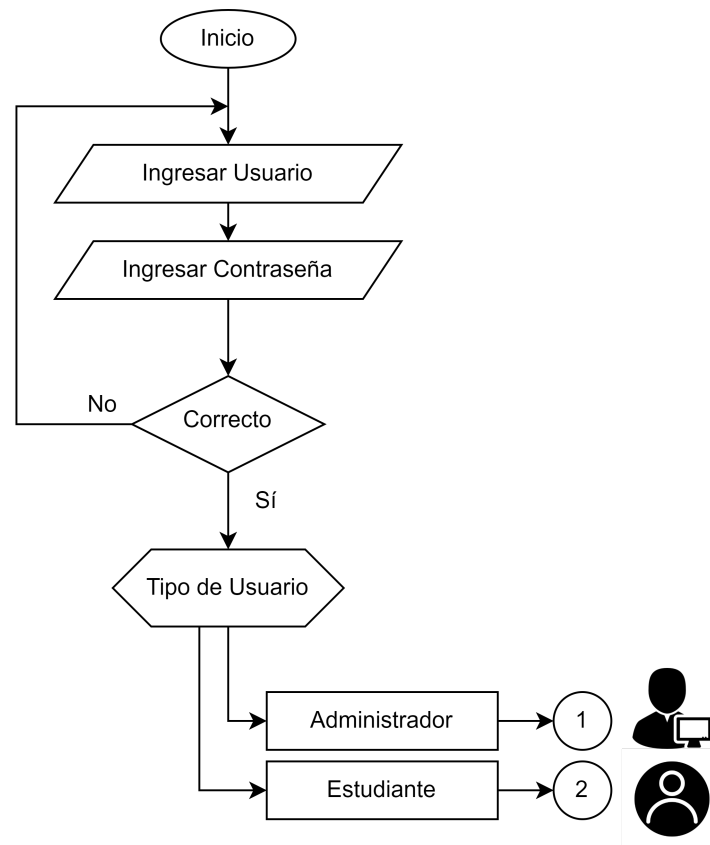 Inicio
Ingresar Usuario
Ingresar Contraseña
Correcto
No
Sí
Tipo de Usuario
Administrador
1
Estudiante
2